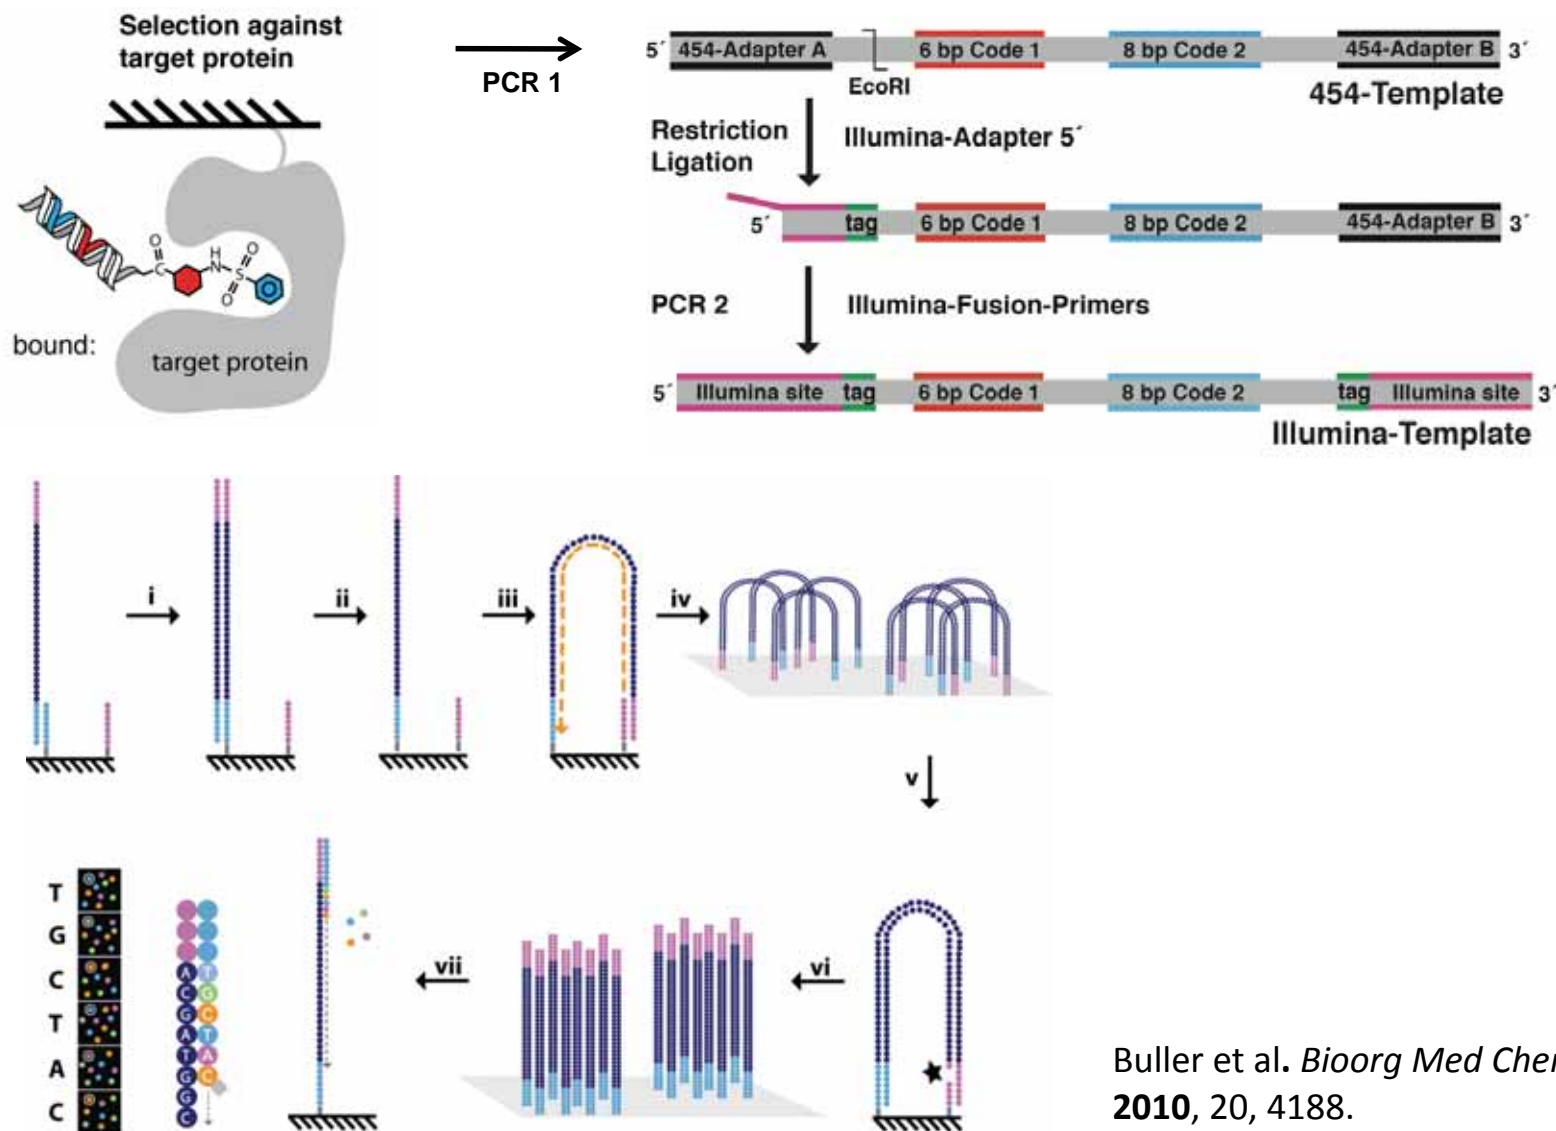 Selection against
target protein
PCR 1
5´ 454-Adapter A 6 bp Code 1 8 bp Code 2 454-Adapter B 3´
EcoRI
454-Template
Restriction
Ligation
Illumina-Adapter 5´
5´ tag 6 bp Code 1 8 bp Code 2 454-Adapter B 3´
PCR 2
Illumina-Fusion-Primers
5´ Illumina site tag 6 bp Code 1 8 bp Code 2 tag Illumina site 3´
Illumina-Template
O
C
H
N
O
S
O
bound:
target protein
i
ii
iii
iv
v
vi
vii
T
G
C
T
A
C
A T
C G
G C
A T
T A
G C
G
C
Buller et al. Bioorg Med Chem
2010, 20, 4188.